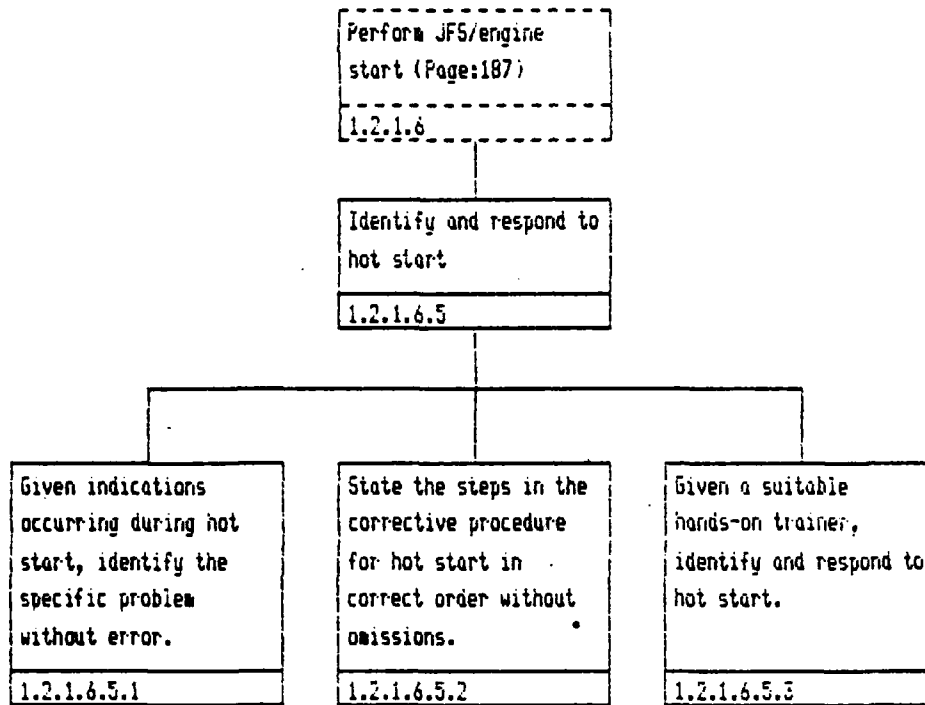 Perform JFS/engine
start (Page:187)
1.2.1.6
Identify and respond to
hot start
1.2.1.6.5
Given indications
occurring during hot
start, identify the
specific problem
without error.
1.2.1.6.5.1
State the steps in the
corrective procedure
for hot start in
correct order without
omissions.
1.2.1.6.5.2
Given a suitable
hands-on trainer,
identify and respond to
hot start.
1.2.1.6.5.3